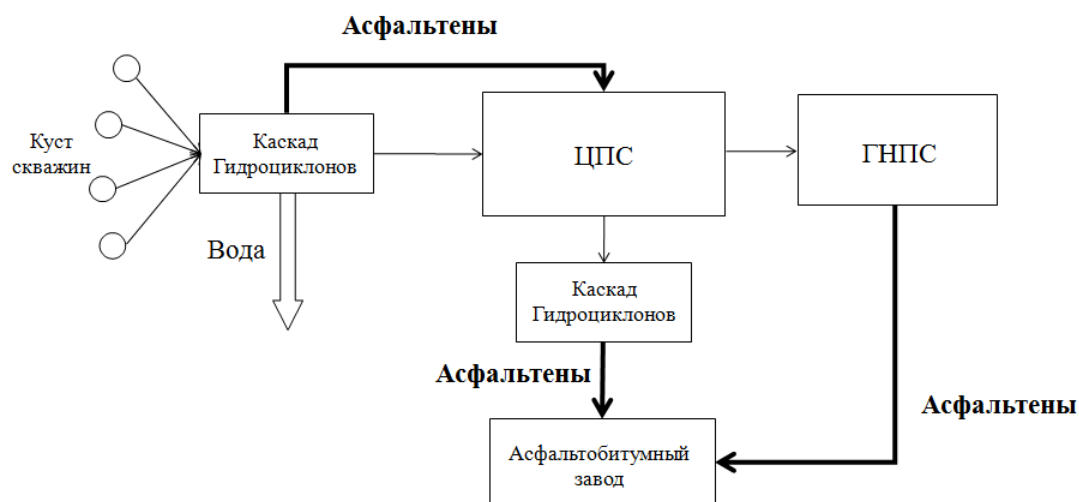 Асфальтены
Куст
скважин
Каскад
Гидроциклонов
ЦПС
ГНПС
Вода
Каскад
Гидроциклонов
Асфальтены
Асфальтены
Асфальтобитумный
завод